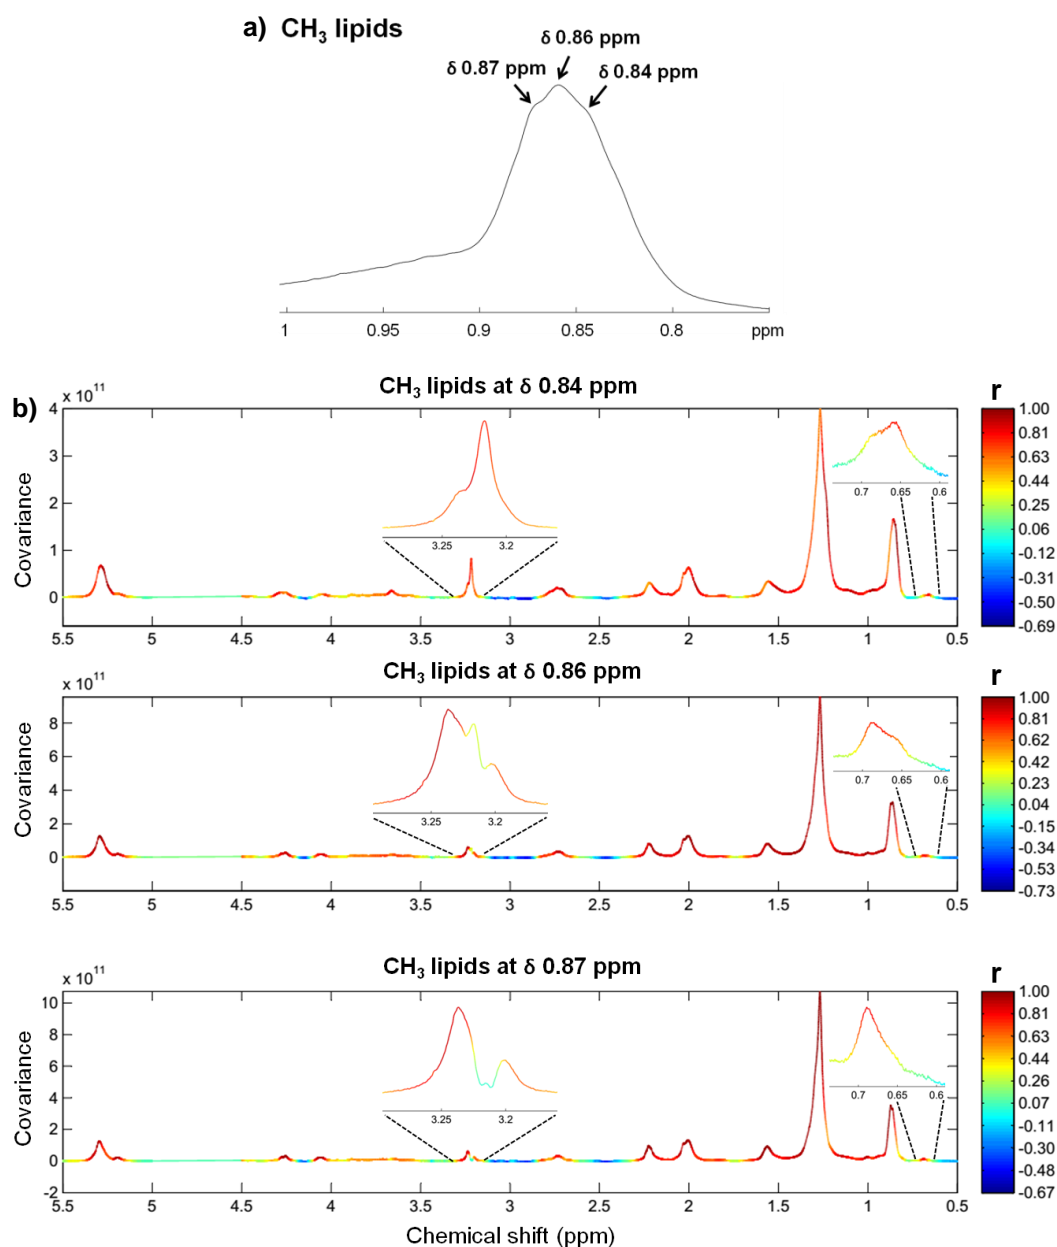 a) CH₃ lipids
δ 0.86 ppm
δ 0.87 ppm
δ 0.84 ppm
1 0.95 0.9 0.85 0.8 ppm
b)
CH₃ lipids at δ 0.84 ppm
x 10¹¹
r
Covariance
4
3
2
1
0
3.25 3.2
0.7 0.65 0.6
5.5 5 4.5 4 3.5 3 2.5 2 1.5 1 0.5
1.00
0.81
0.63
0.44
0.25
0.06
-0.12
-0.31
-0.50
-0.69
CH₃ lipids at δ 0.86 ppm
x 10¹¹
r
Covariance
8
6
4
2
0
3.25 3.2
0.7 0.65 0.6
5.5 5 4.5 4 3.5 3 2.5 2 1.5 1 0.5
1.00
0.81
0.62
0.42
0.23
0.04
-0.15
-0.34
-0.53
-0.73
CH₃ lipids at δ 0.87 ppm
x 10¹¹
r
Covariance
10
8
6
4
2
0
-2
3.25 3.2
0.7 0.65 0.6
5.5 5 4.5 4 3.5 3 2.5 2 1.5 1 0.5
1.00
0.81
0.63
0.44
0.26
0.07
-0.11
-0.30
-0.48
-0.67
Chemical shift (ppm)